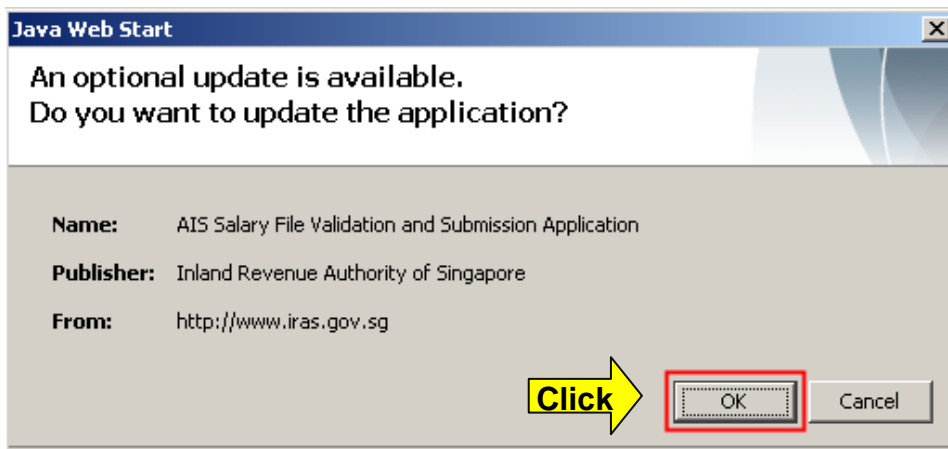 Java Web Start
An optional update is available.
Do you want to update the application?
Name: AIS Salary File Validation and Submission Application
Publisher: Inland Revenue Authority of Singapore
From: http://www.iras.gov.sg
Click OK Cancel